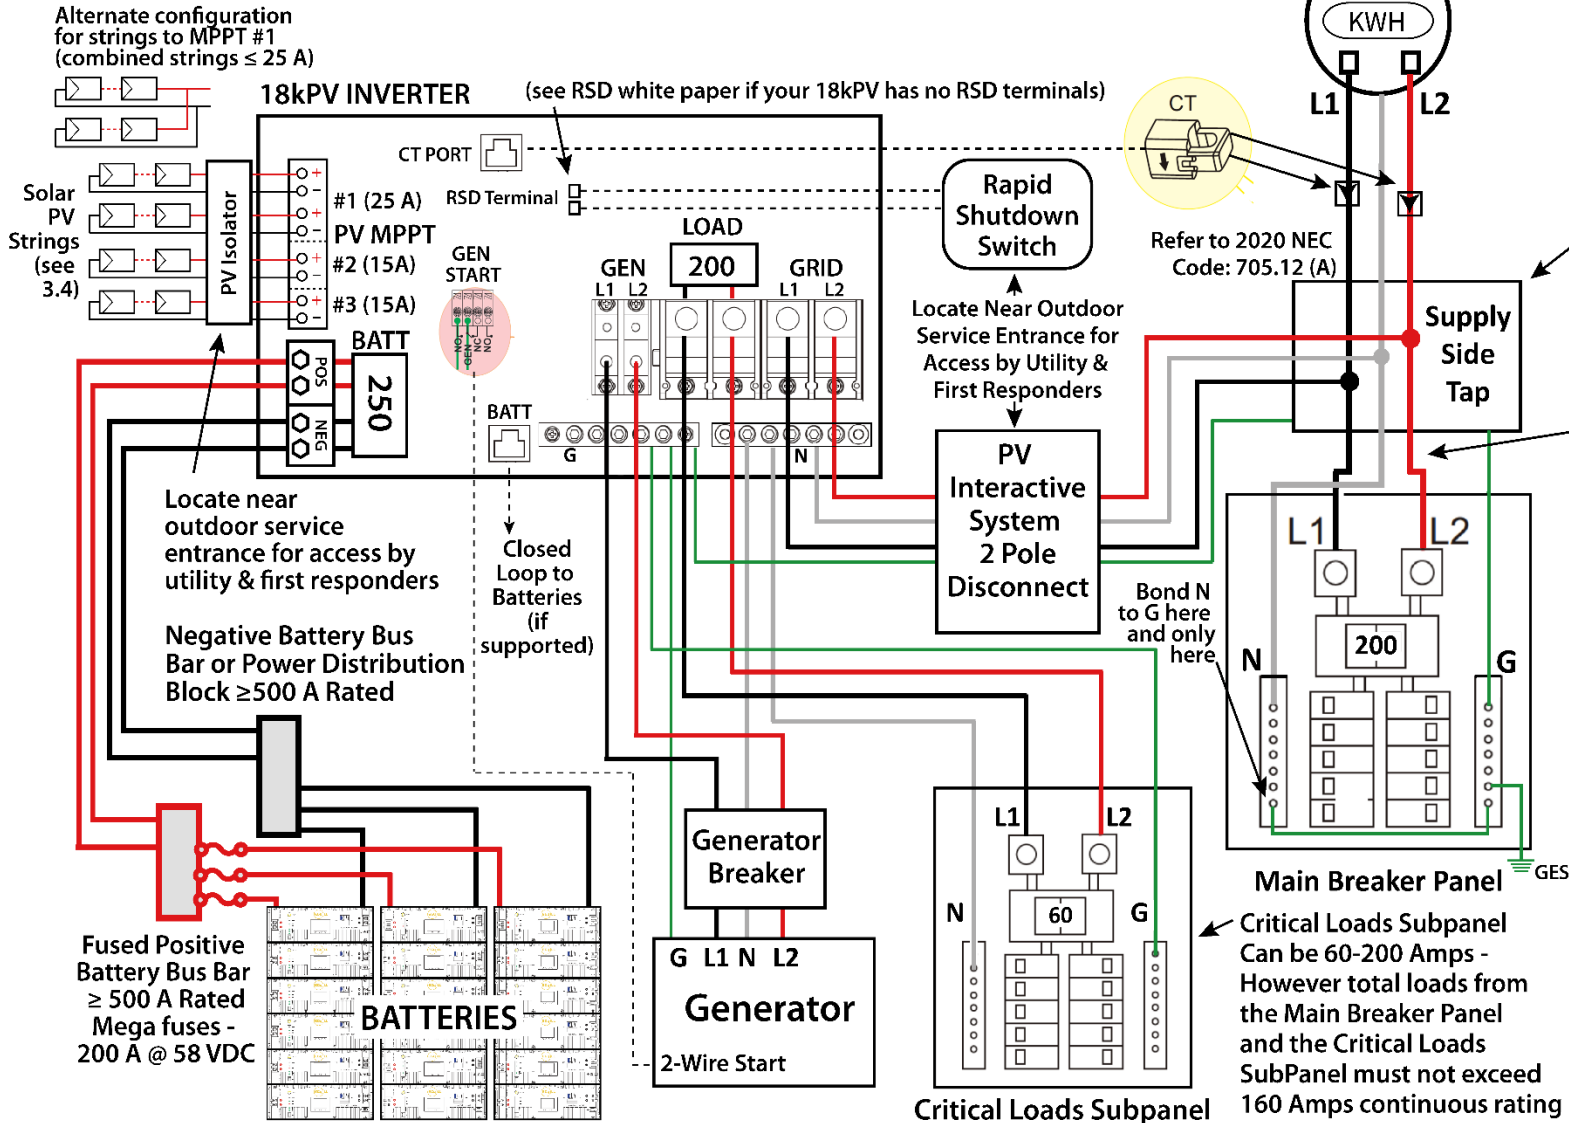 Alternate configuration
for strings to MPPT #1
(combined strings ≤ 25 A)
18kPV INVERTER
(see RSD white paper if your 18kPV has no RSD terminals)
KWH
L1
L2
CT
CT PORT
RSD Terminal
Rapid
Shutdown
Switch
Solar
PV
Strings
(see
3.4)
PV Isolator
+
−
+
−
+
−
+
−
#1 (25 A)
PV MPPT
#2 (15A)
#3 (15A)
GEN
START
NO
GEN
NC
NO
LOAD
200
GEN
L1 L2
GRID
L1 L2
Refer to 2020 NEC
Code: 705.12 (A)
Locate Near Outdoor
Service Entrance for
Access by Utility &
First Responders
Supply
Side
Tap
BATT
POS
NEG
250
BATT
G
N
PV
Interactive
System
2 Pole
Disconnect
Locate near
outdoor service
entrance for access by
utility & first responders
Closed
Loop to
Batteries
(if
supported)
Negative Battery Bus
Bar or Power Distribution
Block ≥500 A Rated
Bond N
to G here
and only
here
L1
L2
200
N
G
GES
Main Breaker Panel
Generator
Breaker
L1
L2
N
60
G
Fused Positive
Battery Bus Bar
≥ 500 A Rated
Mega fuses -
200 A @ 58 VDC
BATTERIES
G L1 N L2
Generator
2-Wire Start
Critical Loads Subpanel
Critical Loads Subpanel
Can be 60-200 Amps -
However total loads from
the Main Breaker Panel
and the Critical Loads
SubPanel must not exceed
160 Amps continuous rating